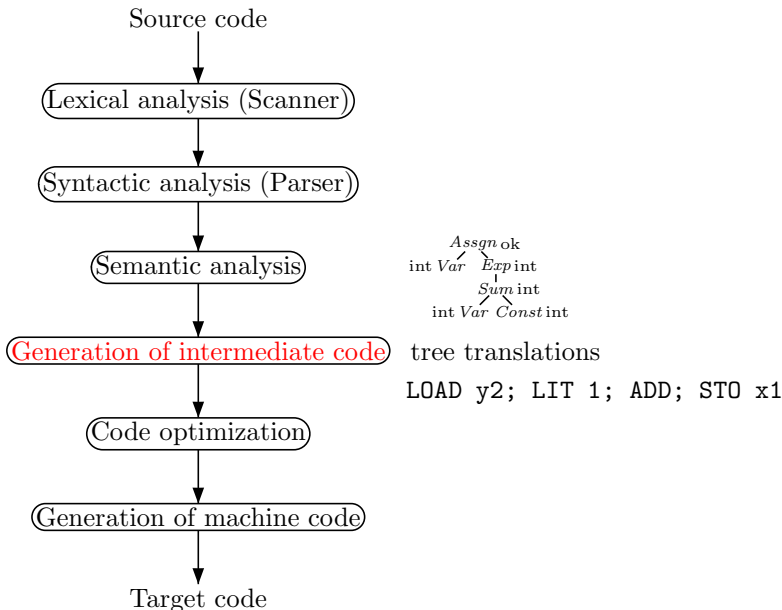 Source code
Lexical analysis (Scanner)
Syntactic analysis (Parser)
Assgn ok
int Var Exp int
Semantic analysis
Sum int
int Var Const int
Generation of intermediate code tree translations
LOAD y2; LIT 1; ADD; STO x1
Code optimization
Generation of machine code
Target code